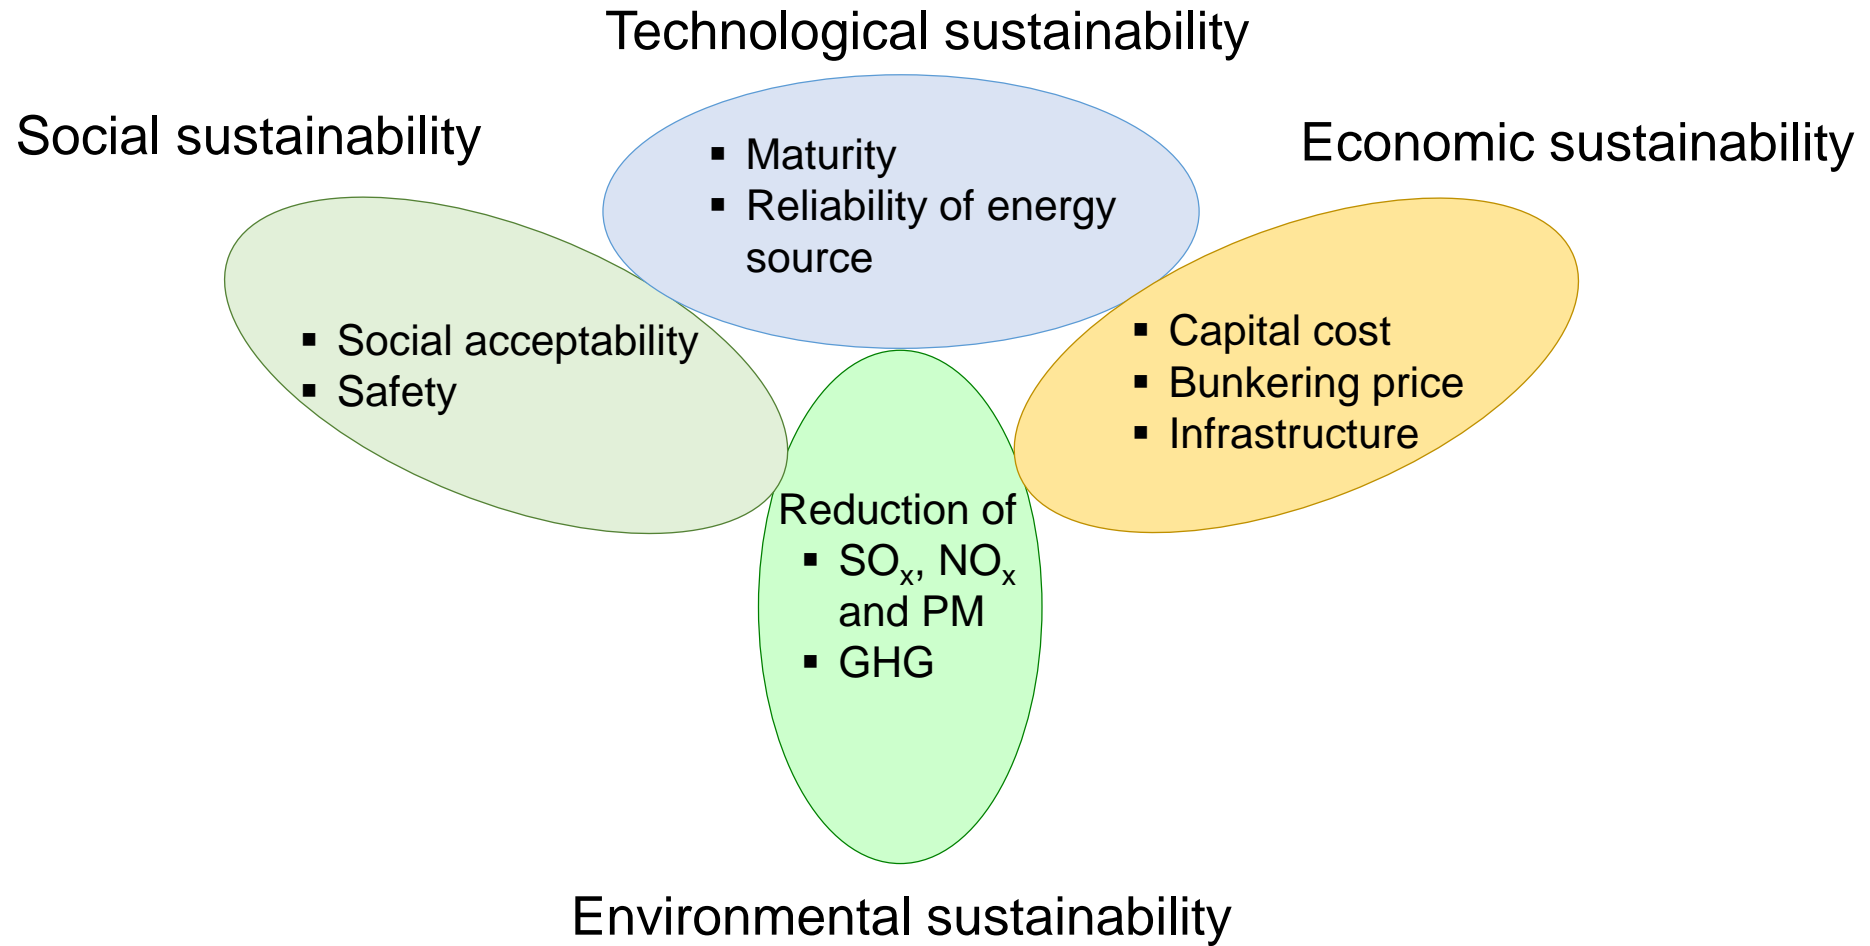 Technological sustainability
Social sustainability
Economic sustainability
▪ Maturity
▪ Reliability of energy
source
▪ Social acceptability
▪ Safety
▪ Capital cost
▪ Bunkering price
▪ Infrastructure
Reduction of
▪ SOₓ, NOₓ
and PM
▪ GHG
Environmental sustainability